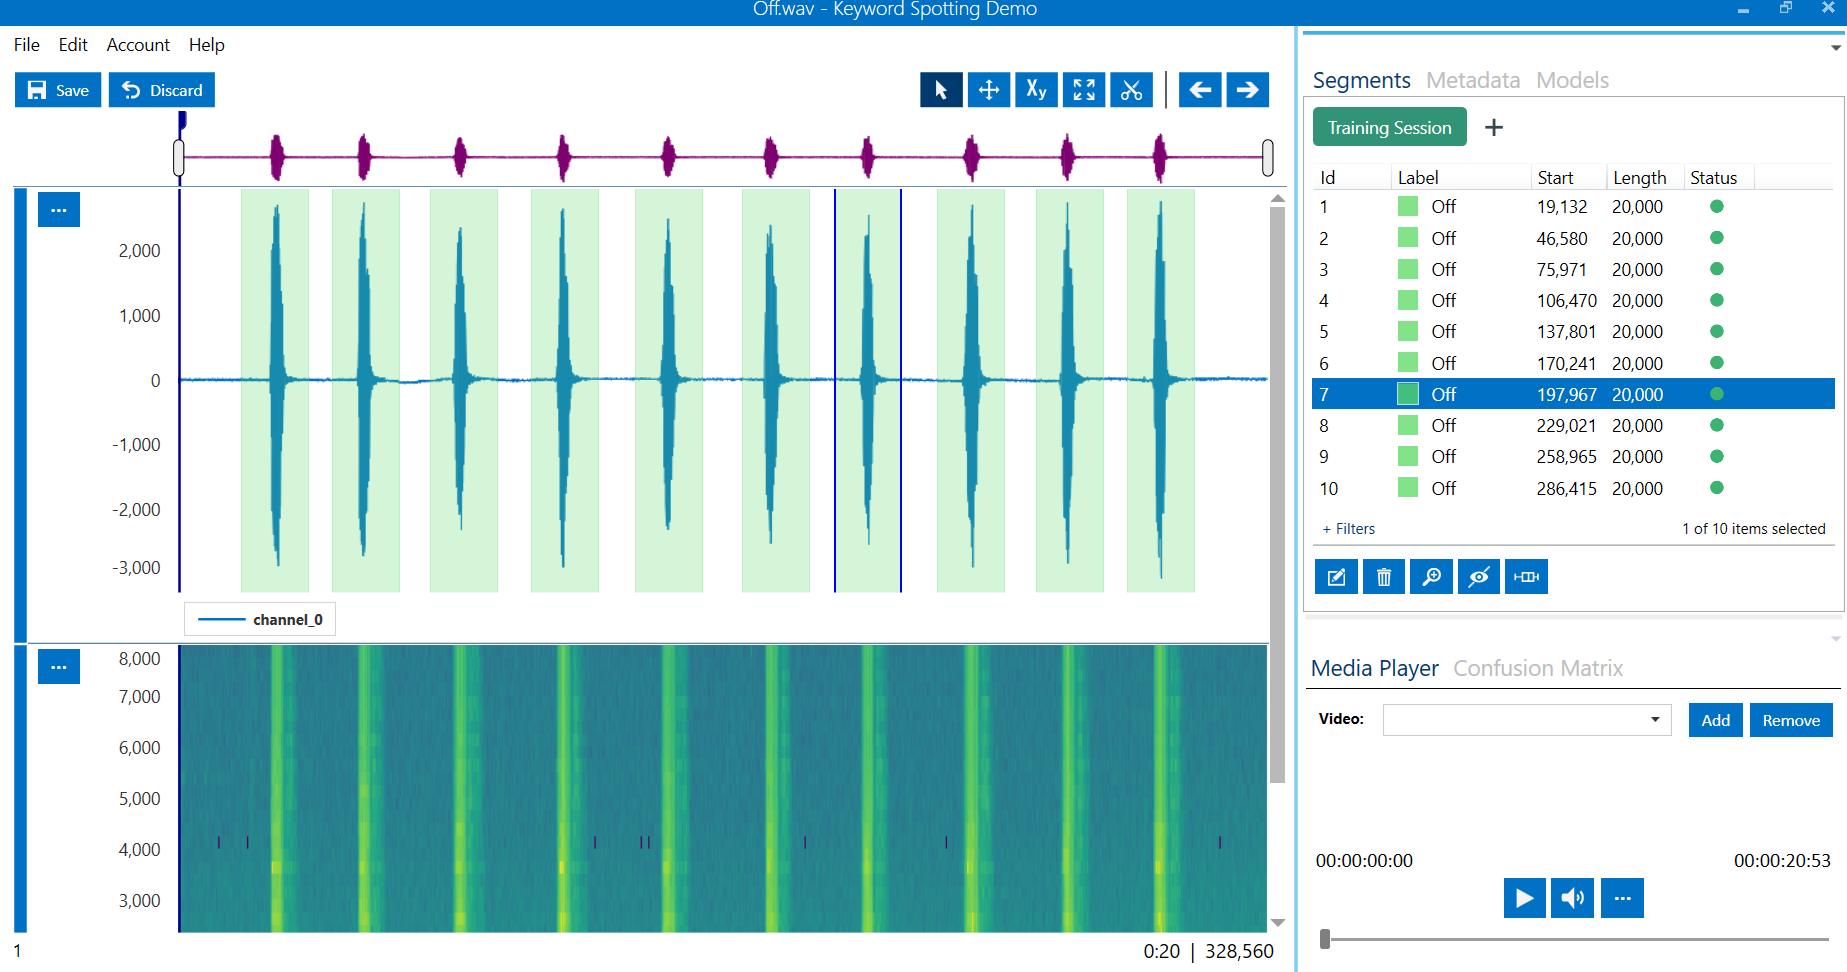 Off.wav - Keyword Spotting Demo
File Edit Account Help
Save Discard
Xy
2,000
1,000
0
-1,000
-2,000
-3,000
channel_0
8,000
7,000
6,000
5,000
4,000
3,000
1
0:20 | 328,560
Segments Metadata Models
Training Session +
Id Label Start Length Status
1 Off 19,132 20,000
2 Off 46,580 20,000
3 Off 75,971 20,000
4 Off 106,470 20,000
5 Off 137,801 20,000
6 Off 170,241 20,000
7 Off 197,967 20,000
8 Off 229,021 20,000
9 Off 258,965 20,000
10 Off 286,415 20,000
+ Filters 1 of 10 items selected
Media Player Confusion Matrix
Video: Add Remove
00:00:00:00 00:00:20:53